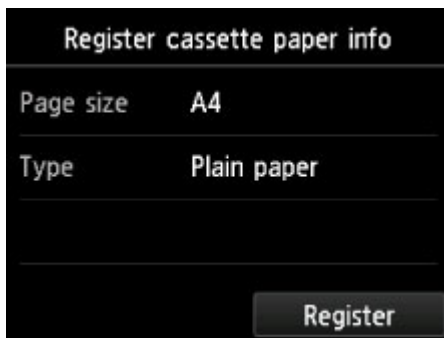 Register cassette paper info
Page size A4
Type Plain paper
Register